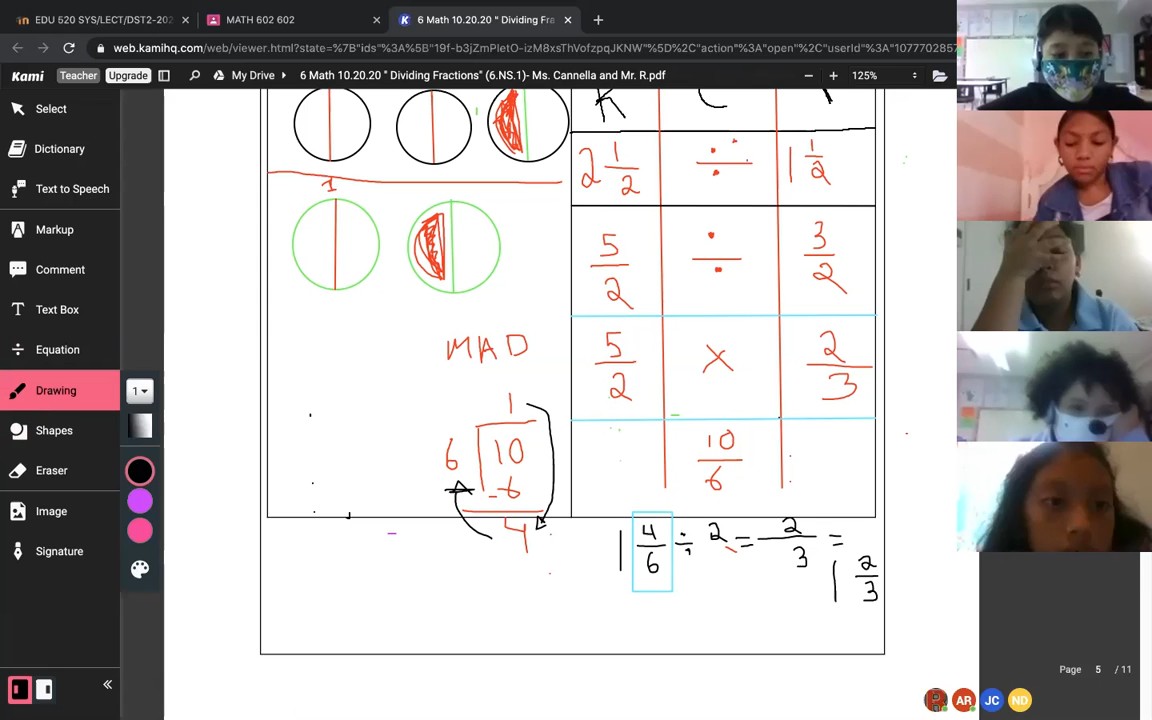 EDU 520 SYS/LECT/DST2-202
MATH 602 602
6 Math 10.20.20 " Dividing Fra
web.kamihq.com/web/viewer.html?state=%7B"ids"%3A%5B"19f-b3jZmPIetO-izM8xsThVofzpqJKNW"%5D%2C"action"%3A"open"%2C"userId"%3A"1077702857
Kami
Teacher
Upgrade
My Drive
6 Math 10.20.20 " Dividing Fractions" (6.NS.1)- Ms. Cannella and Mr. R.pdf
125%
Select
Dictionary
Text to Speech
Markup
Comment
Text Box
Equation
Drawing
1
Shapes
Eraser
Image
Signature
K C
2 1/2 ÷ 1 1/2
1
5/2 ÷ 3/2
MAD
5/2 X 2/3
1
6 10
-6
4
10/6
1 4/6 ÷ 2 = 2/3 =
1 2/3
Page 5 / 11
AR JC ND